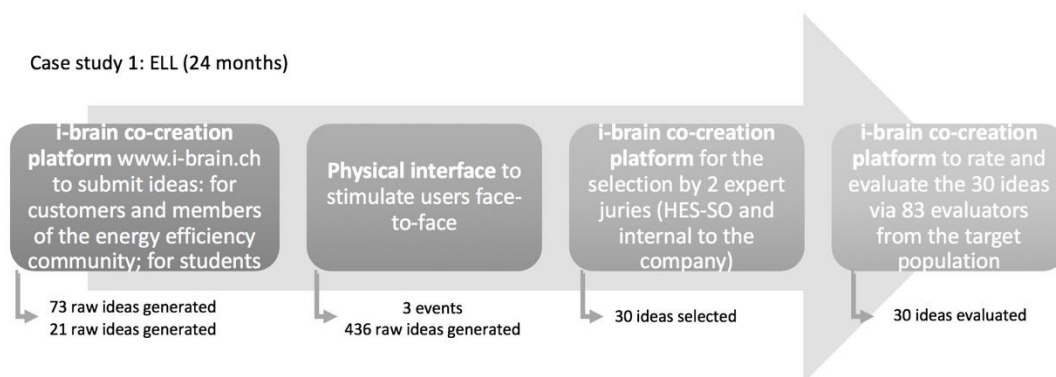 Case study 1: ELL (24 months)
i-brain co-creation
platform www.i-brain.ch
to submit ideas: for
customers and members
of the energy efficiency
community; for students
73 raw ideas generated
21 raw ideas generated
Physical interface to
stimulate users face-
to-face
3 events
436 raw ideas generated
i-brain co-creation
platform for the
selection by 2 expert
juries (HES-SO and
internal to the
company)
30 ideas selected
i-brain co-creation
platform to rate and
evaluate the 30 ideas
via 83 evaluators
from the target
population
30 ideas evaluated